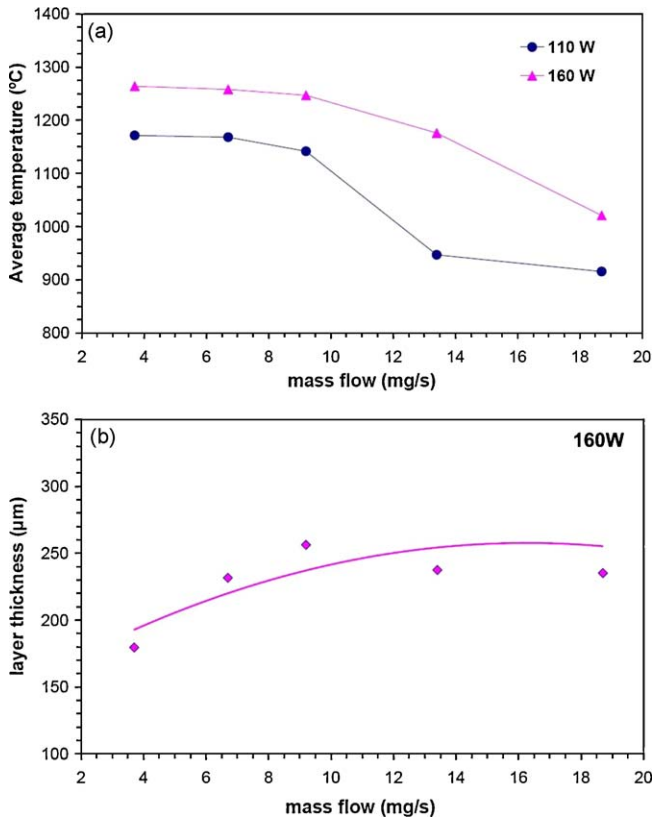 1400
(a)
110 W
1300
160 W
1200
1100
1000
900
800
Average temperature (ºC)
2 4 6 8 10 12 14 16 18 20
mass flow (mg/s)
350
(b)
160W
300
250
200
150
100
layer thickness (µm)
2 4 6 8 10 12 14 16 18 20
mass flow (mg/s)